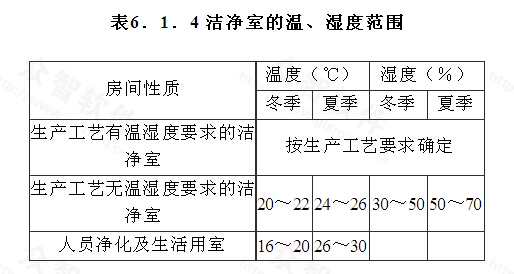 表6．1．4 洁净室的温、湿度范围
房间性质 温度（℃） 湿度（%）
冬季 夏季 冬季 夏季
生产工艺有温湿度要求的洁
净室
按生产工艺要求确定
生产工艺无温湿度要求的洁
净室
20～22 24～26 30～50 50～70
人员净化及生活用室 16～20 26～30